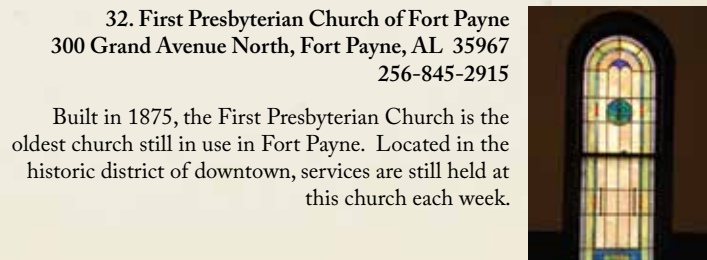 32. First Presbyterian Church of Fort Payne
300 Grand Avenue North, Fort Payne, AL  35967
256-845-2915
Built in 1875, the First Presbyterian Church is the
oldest church still in use in Fort Payne.  Located in the
historic district of downtown, services are still held at
this church each week.